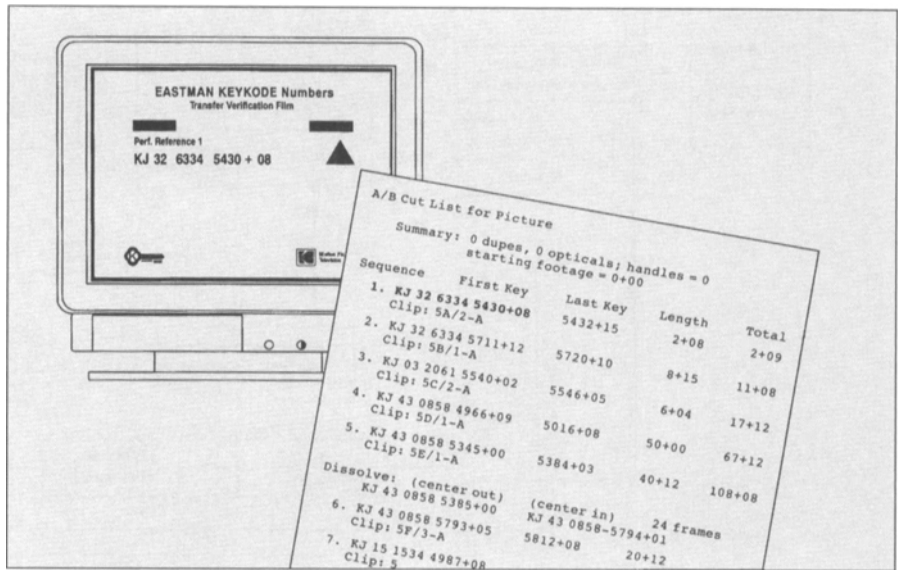 EASTMAN KEYKODE Numbers
Transfer Verification Film
Perf. Reference 1
KJ 32 6334 5430 + 08
A/B Cut List for Picture
Summary: 0 dupes, 0 opticals; handles = 0
starting footage = 0+00
Sequence First Key Last Key Length Total
1. KJ 32 6334 5430+08 5432+15 2+08 2+09
Clip: 5A/2-A
2. KJ 32 6334 5711+12 5720+10 8+15 11+08
Clip: 5B/1-A
3. KJ 03 2061 5540+02 5546+05 6+04 17+12
Clip: 5C/2-A
4. KJ 43 0858 4966+09 5016+08 50+00 67+12
Clip: 5D/1-A
5. KJ 43 0858 5345+00 5384+03 40+12 108+08
Clip: 5E/1-A
Dissolve: (center out) (center in) 24 frames
KJ 43 0858 5385+00 KJ 43 0858-5794+01
6. KJ 43 0858 5793+05 5812+08 20+12
Clip: 5F/3-A
7. KJ 15 1534 4987+08
Clip: 5